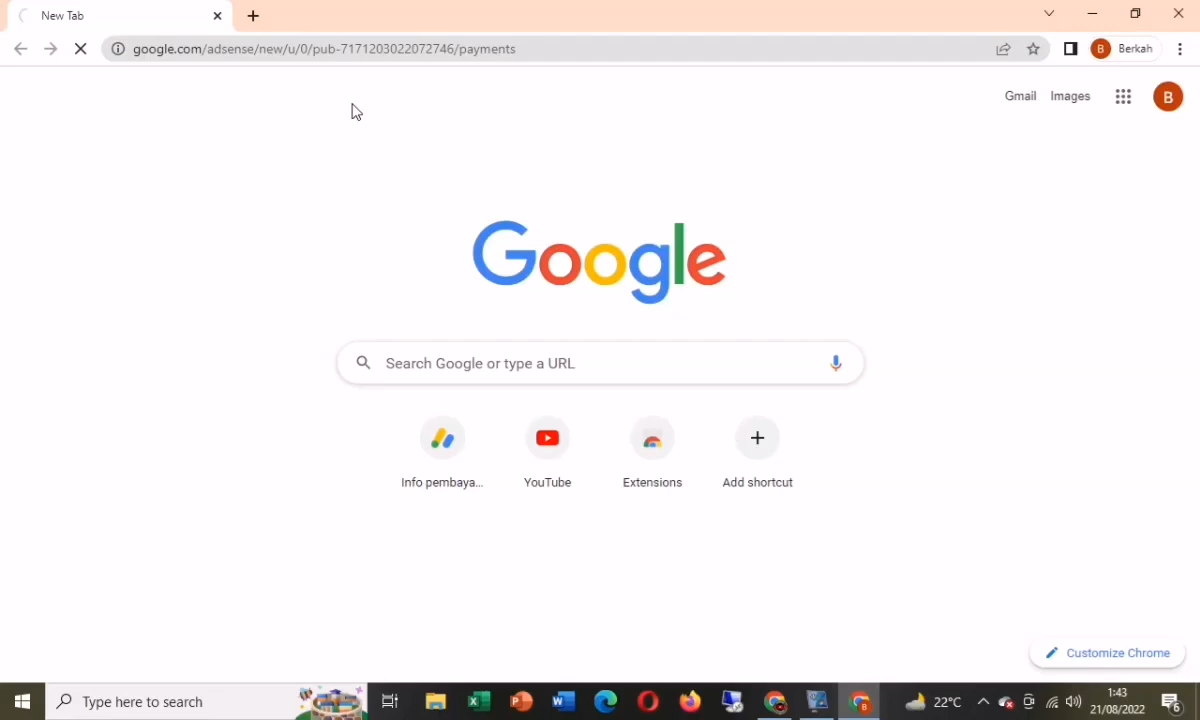 New Tab
google.com/adsense/new/u/0/pub-7171203022072746/payments
B
Berkah
Gmail
Images
B
Google
Search Google or type a URL
Info pembaya...
YouTube
Extensions
Add shortcut
Customize Chrome
Type here to search
22°C
1:43
21/08/2022
6